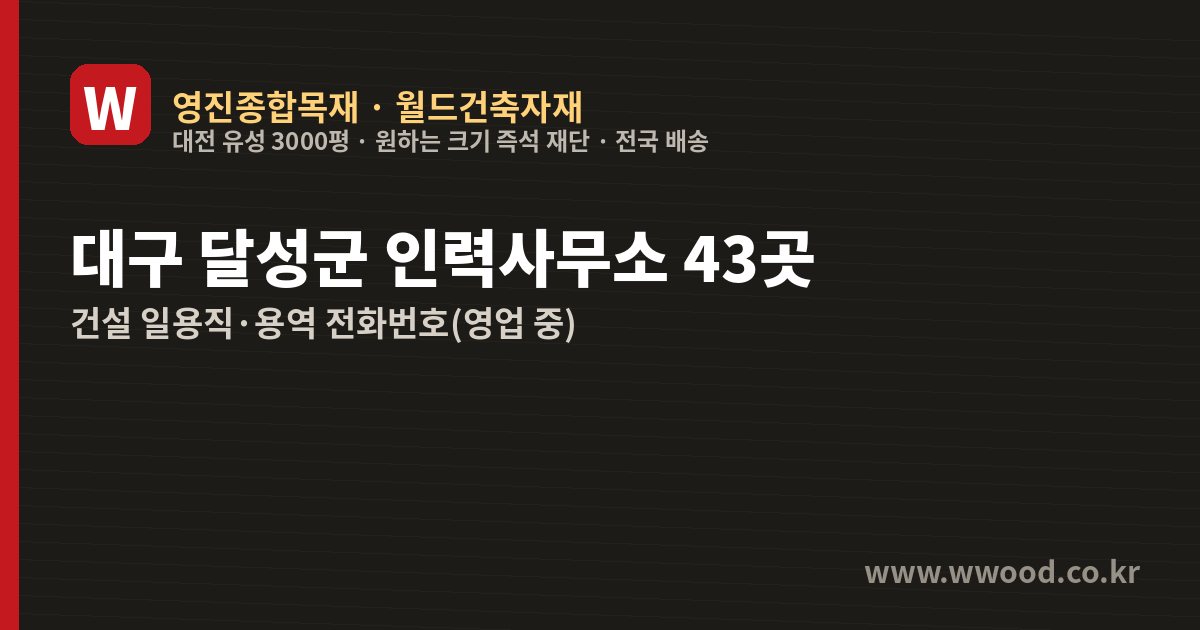 W
영진종합목재 · 월드건축자재
대전 유성 3000평 · 원하는 크기 즉석 재단 · 전국 배송
대구 달성군 인력사무소 43곳
건설 일용직·용역 전화번호(영업 중)
www.wwood.co.kr